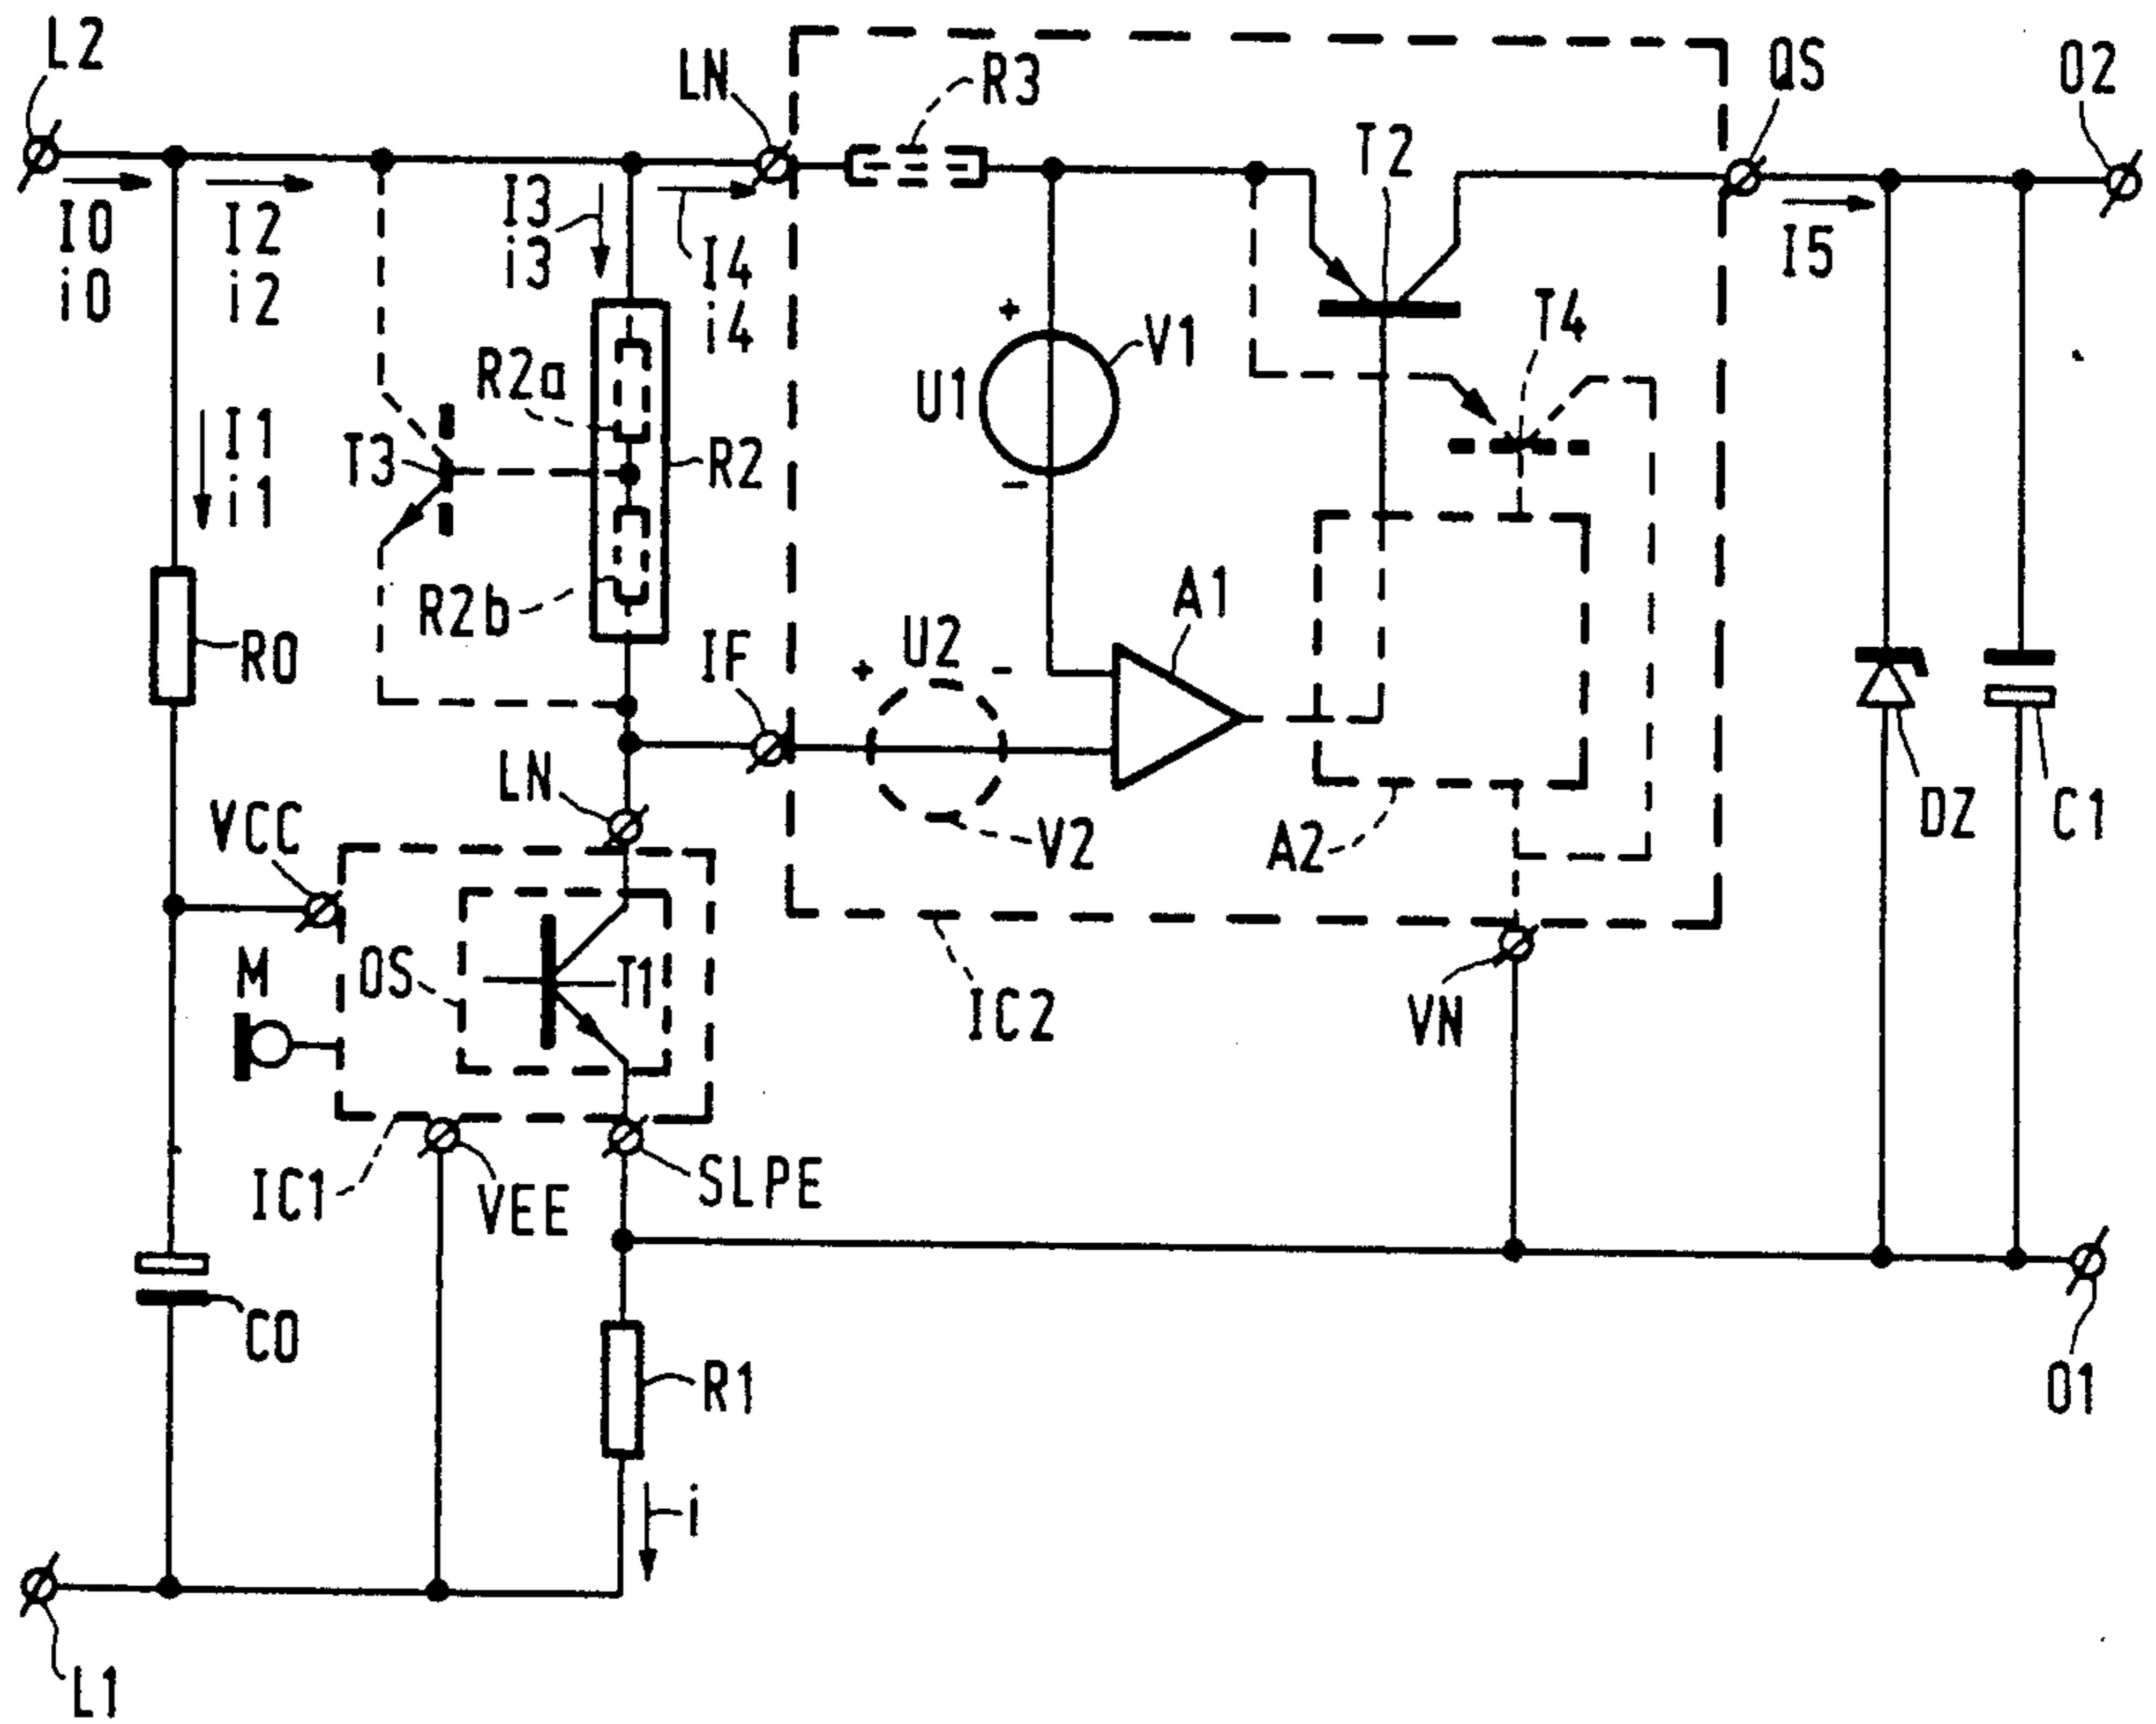 L2
LN
R3
QS
O2
T2
I0
i0
I2
i2
I3
i3
I4
i4
I5
T4
+
V1
U1
-
R2a
I1
i1
T3
R2
R2b
A1
R0
IF
+
U2
-
LN
VCC
V2
A2
DZ
C1
M
OS
T1
IC2
VN
IC1
VEE
SLPE
C0
R1
O1
i
L1